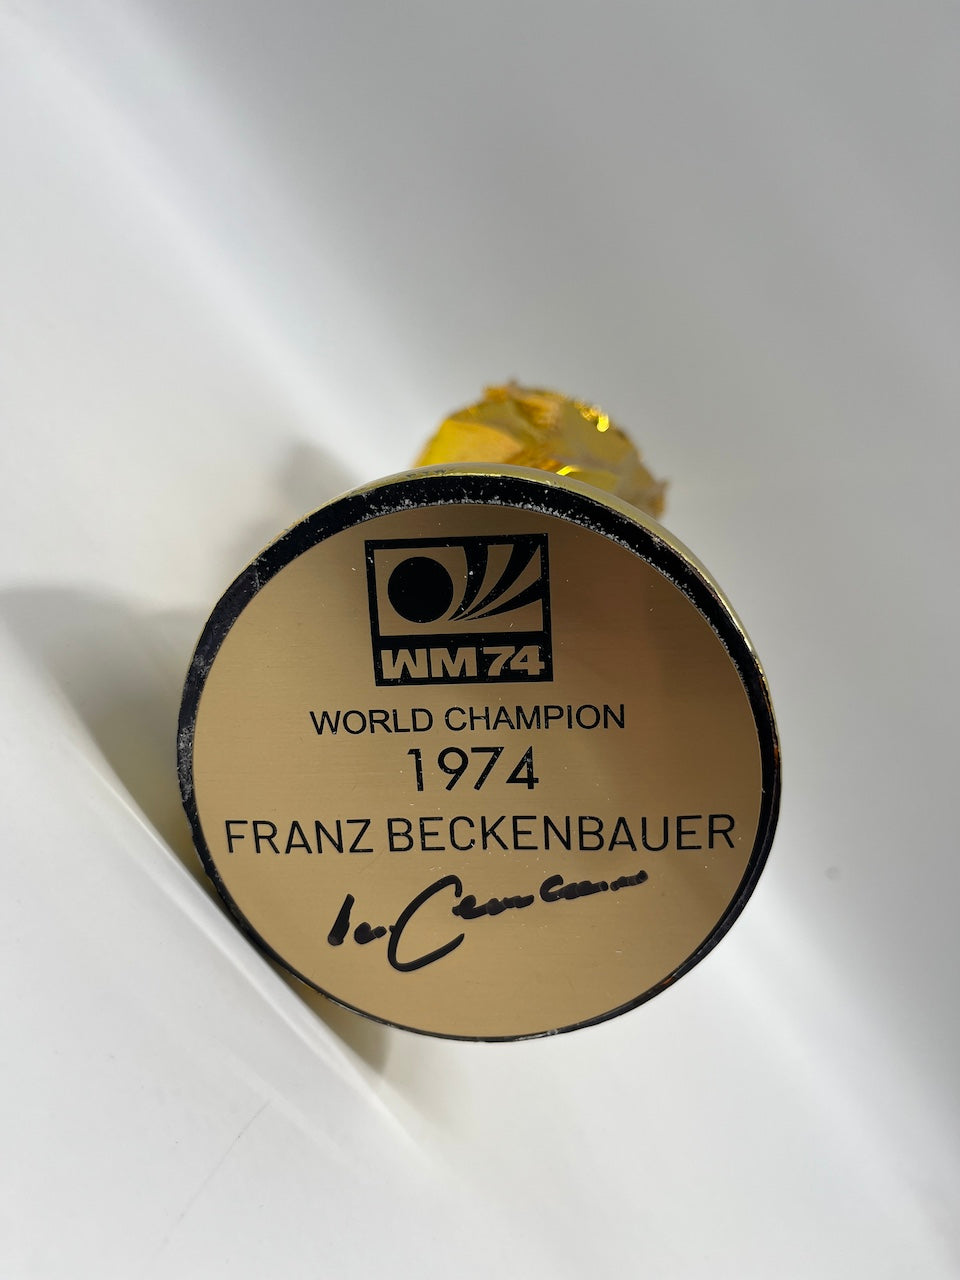 WM74
WORLD CHAMPION
1974
FRANZ BECKENBAUER